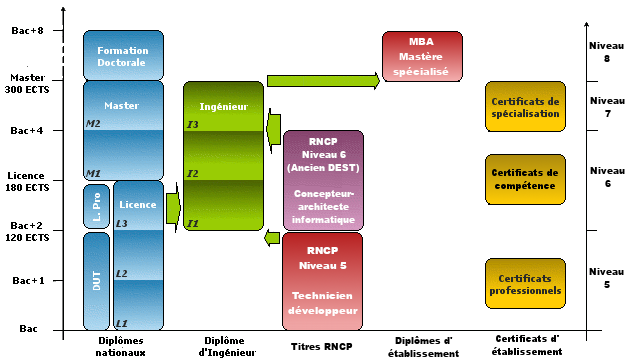 Bac+8
Master
300 ECTS
Bac+4
Licence
180 ECTS
Bac+2
120 ECTS
Bac+1
Bac
Formation
Doctorale
Master
M2
M1
L. Pro
Licence
L3
DUT
L2
L1
Ingénieur
I3
I2
I1
RNCP
Niveau 6
(Ancien DEST)
Concepteur-
architecte
informatique
RNCP
Niveau 5
Technicien
développeur
MBA
Mastère
spécialisé
Certificats de
spécialisation
Certificats de
compétence
Certificats
professionnels
Niveau
8
Niveau
7
Niveau
6
Niveau
5
Diplômes
nationaux
Diplôme
d'Ingénieur
Titres RNCP
Diplômes d'
établissement
Certificats d'
établissement